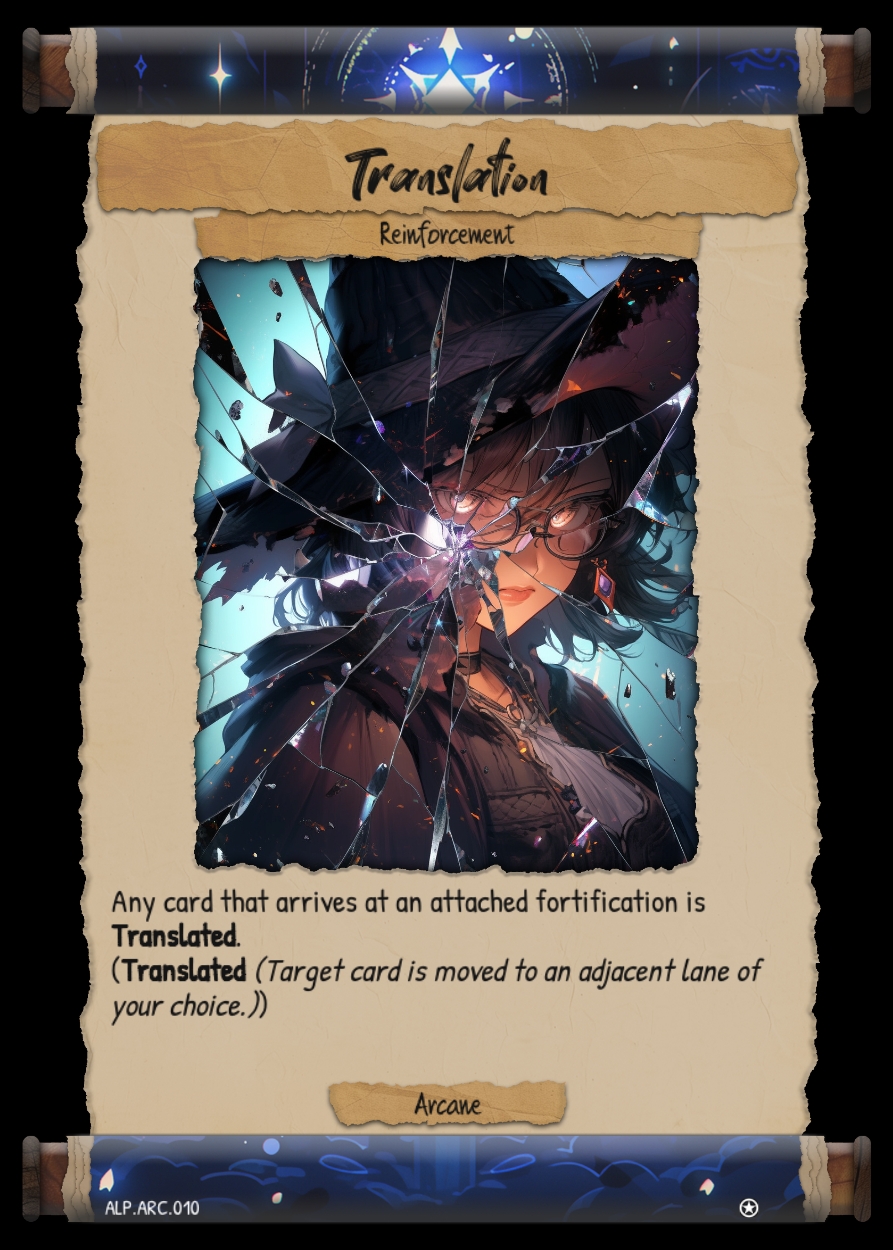 Translation
Reinforcement
Any card that arrives at an attached fortification is
Translated.
(Translated (Target card is moved to an adjacent lane of
your choice.))
Arcane
ALP.ARC.010